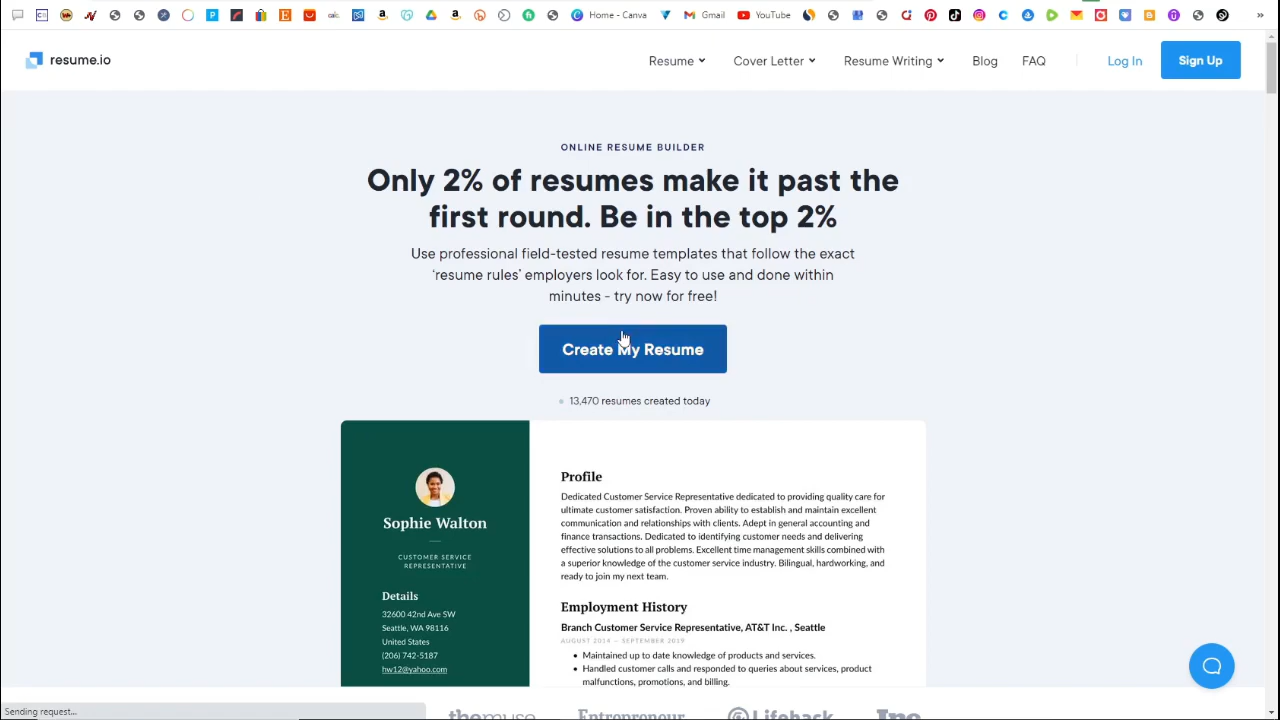 Home - Canva
Gmail
YouTube
»
resume.io
Resume
Cover Letter
Resume Writing
Blog
FAQ
Log In
Sign Up
ONLINE RESUME BUILDER
Only 2% of resumes make it past the
first round. Be in the top 2%
Use professional field-tested resume templates that follow the exact
‘resume rules’ employers look for. Easy to use and done within
minutes - try now for free!
Create My Resume
13,470 resumes created today
Sophie Walton
CUSTOMER SERVICE
REPRESENTATIVE
Details
32600 42nd Ave SW
Seattle, WA 98116
United States
(206) 742-5187
hw12@yahoo.com
Profile
Dedicated Customer Service Representative dedicated to providing quality care for
ultimate customer satisfaction. Proven ability to establish and maintain excellent
communication and relationships with clients. Adept in general accounting and
finance transactions. Dedicated to identifying customer needs and delivering
effective solutions to all problems. Excellent time management skills combined with
a superior knowledge of the customer service industry. Bilingual, hardworking, and
ready to join my next team.
Employment History
Branch Customer Service Representative, AT&T Inc. , Seattle
AUGUST 2014 — SEPTEMBER 2019
• Maintained up to date knowledge of products and services.
• Handled customer calls and responded to queries about services, product
malfunctions, promotions, and billing.
Sending request...
themuse
Entrepreneur
Lifehack
Inc